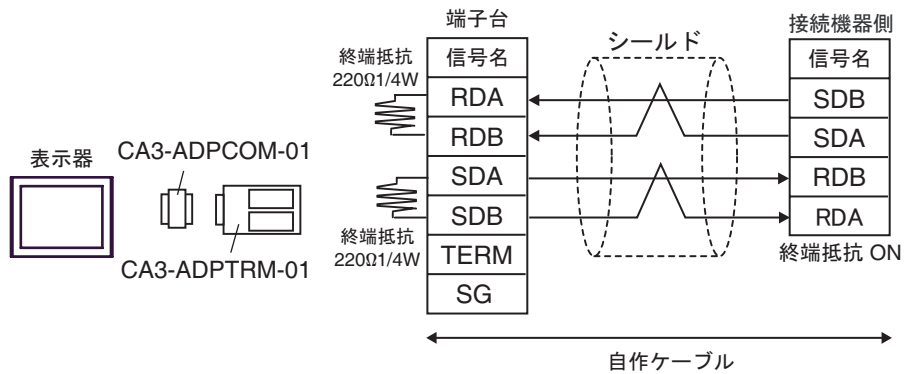 端子台
接続機器側
シールド
終端抵抗
220Ω1/4W
信号名
信号名
RDA
SDB
RDB
SDA
表示器
CA3-ADPCOM-01
SDA
RDB
SDB
RDA
終端抵抗
220Ω1/4W
TERM
終端抵抗 ON
CA3-ADPTRM-01
SG
自作ケーブル